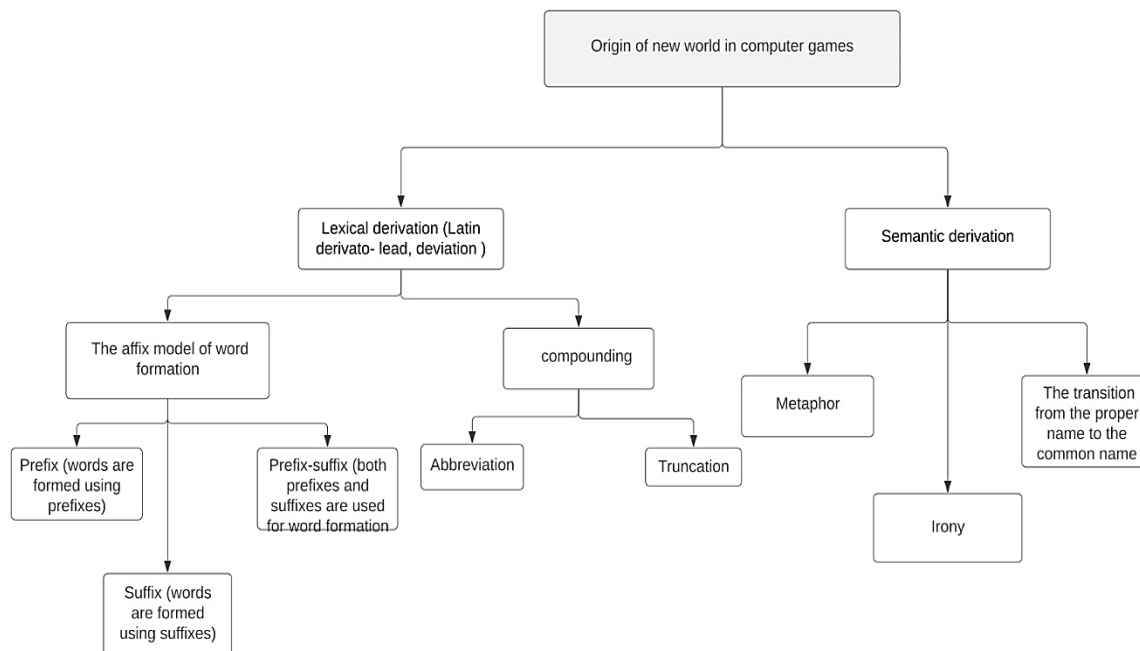 Origin of new world in computer games
Lexical derivation (Latin
derivato- lead, deviation )
Semantic derivation
The affix model of word
formation
compounding
Metaphor
The transition
from the proper
name to the
common name
Prefix (words are
formed using
prefixes)
Prefix-suffix (both
prefixes and
suffixes are used
for word formation
Abbreviation
Truncation
Irony
Suffix (words
are formed
using suffixes)